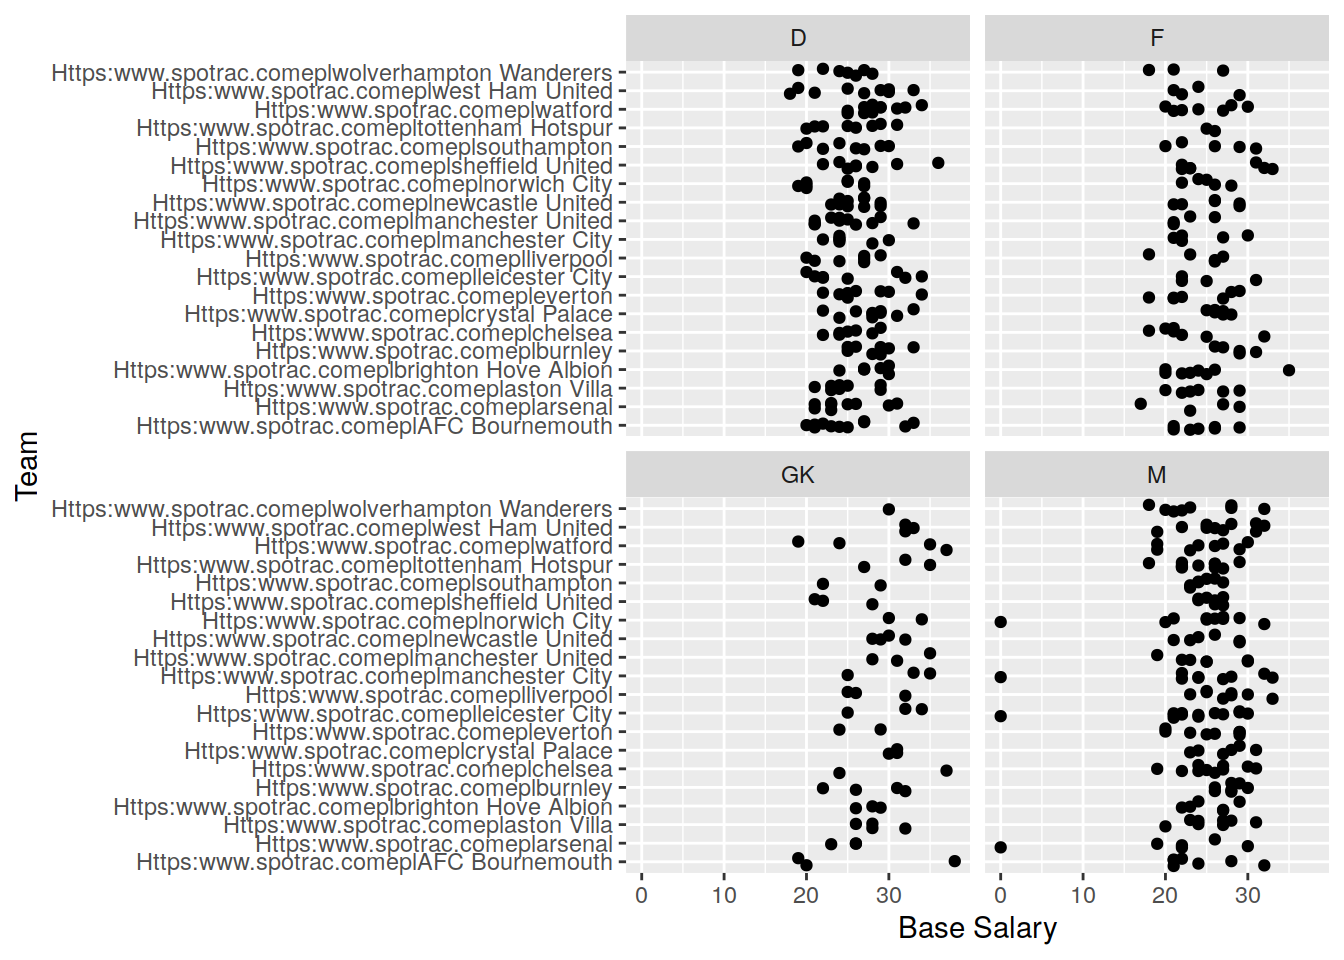 D
F
Https:www.spotrac.comeplwolverhampton Wanderers
Https:www.spotrac.comeplwest Ham United
Https:www.spotrac.comeplwatford
Https:www.spotrac.comepltottenham Hotspur
Https:www.spotrac.comeplsouthampton
Https:www.spotrac.comeplsheffield United
Https:www.spotrac.comeplnorwich City
Https:www.spotrac.comeplnewcastle United
Https:www.spotrac.comeplmanchester United
Https:www.spotrac.comeplmanchester City
Https:www.spotrac.comeplliverpool
Https:www.spotrac.comeplleicester City
Https:www.spotrac.comepleverton
Https:www.spotrac.comeplcrystal Palace
Https:www.spotrac.comeplchelsea
Https:www.spotrac.comeplburnley
Https:www.spotrac.comeplbrighton Hove Albion
Https:www.spotrac.comeplaston Villa
Https:www.spotrac.comeplarsenal
Https:www.spotrac.comeplAFC Bournemouth
Team
GK
M
Https:www.spotrac.comeplwolverhampton Wanderers
Https:www.spotrac.comeplwest Ham United
Https:www.spotrac.comeplwatford
Https:www.spotrac.comepltottenham Hotspur
Https:www.spotrac.comeplsouthampton
Https:www.spotrac.comeplsheffield United
Https:www.spotrac.comeplnorwich City
Https:www.spotrac.comeplnewcastle United
Https:www.spotrac.comeplmanchester United
Https:www.spotrac.comeplmanchester City
Https:www.spotrac.comeplliverpool
Https:www.spotrac.comeplleicester City
Https:www.spotrac.comepleverton
Https:www.spotrac.comeplcrystal Palace
Https:www.spotrac.comeplchelsea
Https:www.spotrac.comeplburnley
Https:www.spotrac.comeplbrighton Hove Albion
Https:www.spotrac.comeplaston Villa
Https:www.spotrac.comeplarsenal
Https:www.spotrac.comeplAFC Bournemouth
0 10 20 30
0 10 20 30
Base Salary